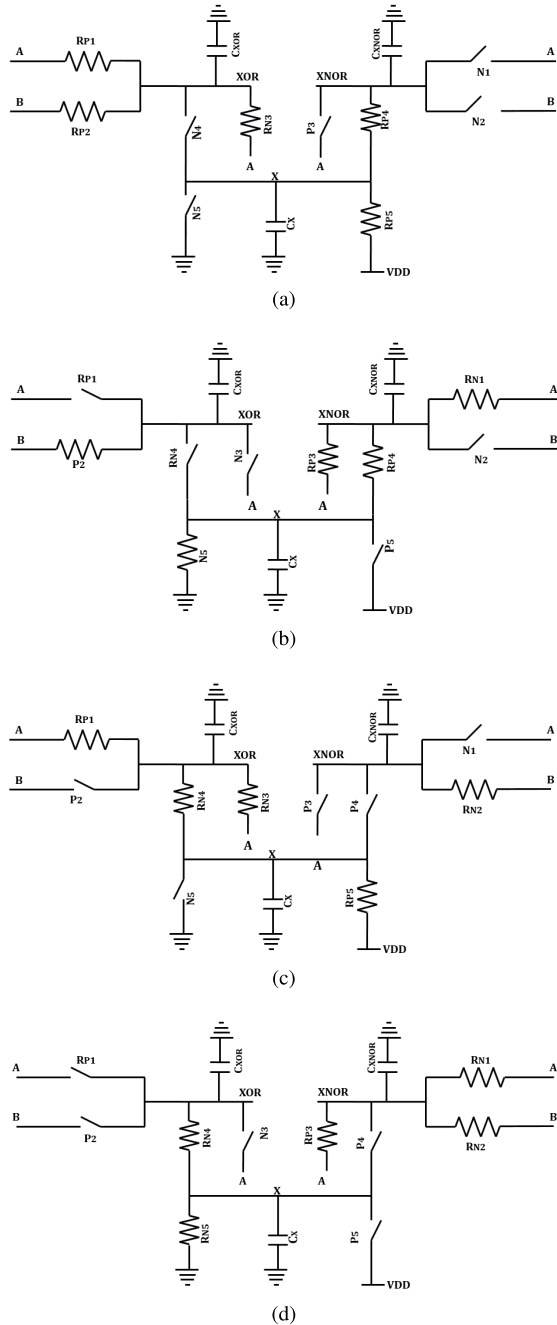 A
RP1
B
RP2
CXOR
XOR
N4
RN3
A
N5
X
CX
XNOR
P3
A
CXNOR
RP4
RP5
VDD
N1
A
N2
B
(a)
A
RP1
B
P2
CXOR
XOR
RN4
N3
A
N5
X
CX
XNOR
RP3
A
CXNOR
RP4
P5
VDD
RN1
A
N2
B
(b)
A
RP1
B
P2
CXOR
XOR
RN4
RN3
A
N5
X
CX
XNOR
P3
A
CXNOR
P4
RP5
VDD
N1
A
RN2
B
(c)
A
RP1
B
P2
CXOR
XOR
RN4
N3
A
RN5
X
CX
XNOR
RP3
A
CXNOR
P4
P5
VDD
RN1
A
RN2
B
(d)